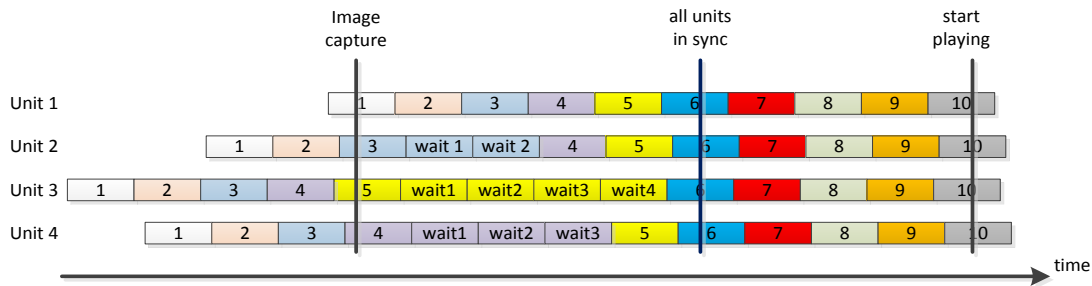 Image
capture
all units
in sync
start
playing
Unit 1
1 2 3 4 5 6 7 8 9 10
Unit 2
1 2 3 wait 1 wait 2 4 5 6 7 8 9 10
Unit 3
1 2 3 4 5 wait1 wait2 wait3 wait4 6 7 8 9 10
Unit 4
1 2 3 4 wait1 wait2 wait3 5 6 7 8 9 10
time